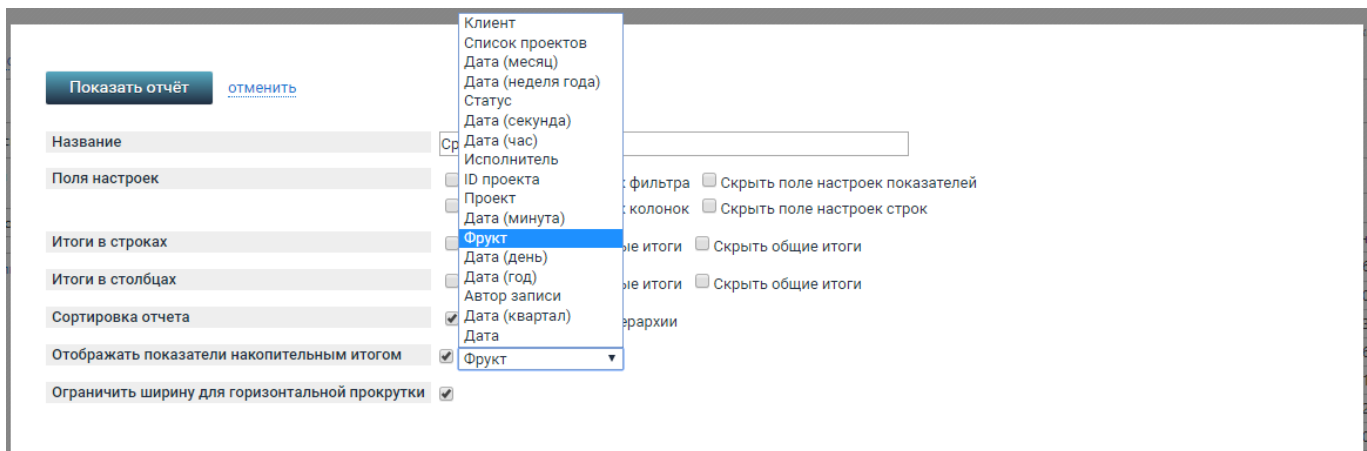 Клиент
Список проектов
Дата (месяц)
Дата (неделя года)
Статус
Дата (секунда)
Дата (час)
Исполнитель
ID проекта
Проект
Дата (минута)
Фрукт
Дата (день)
Дата (год)
Автор записи
Дата (квартал)
Дата
Показать отчёт отменить
Название Ср
Поля настроек фильтра Скрыть поле настроек показателей
колонок Скрыть поле настроек строк
Итоги в строках итоги Скрыть общие итоги
Итоги в столбцах итоги Скрыть общие итоги
Сортировка отчета
Отображать показатели накопительным итогом Фрукт
Ограничить ширину для горизонтальной прокрутки